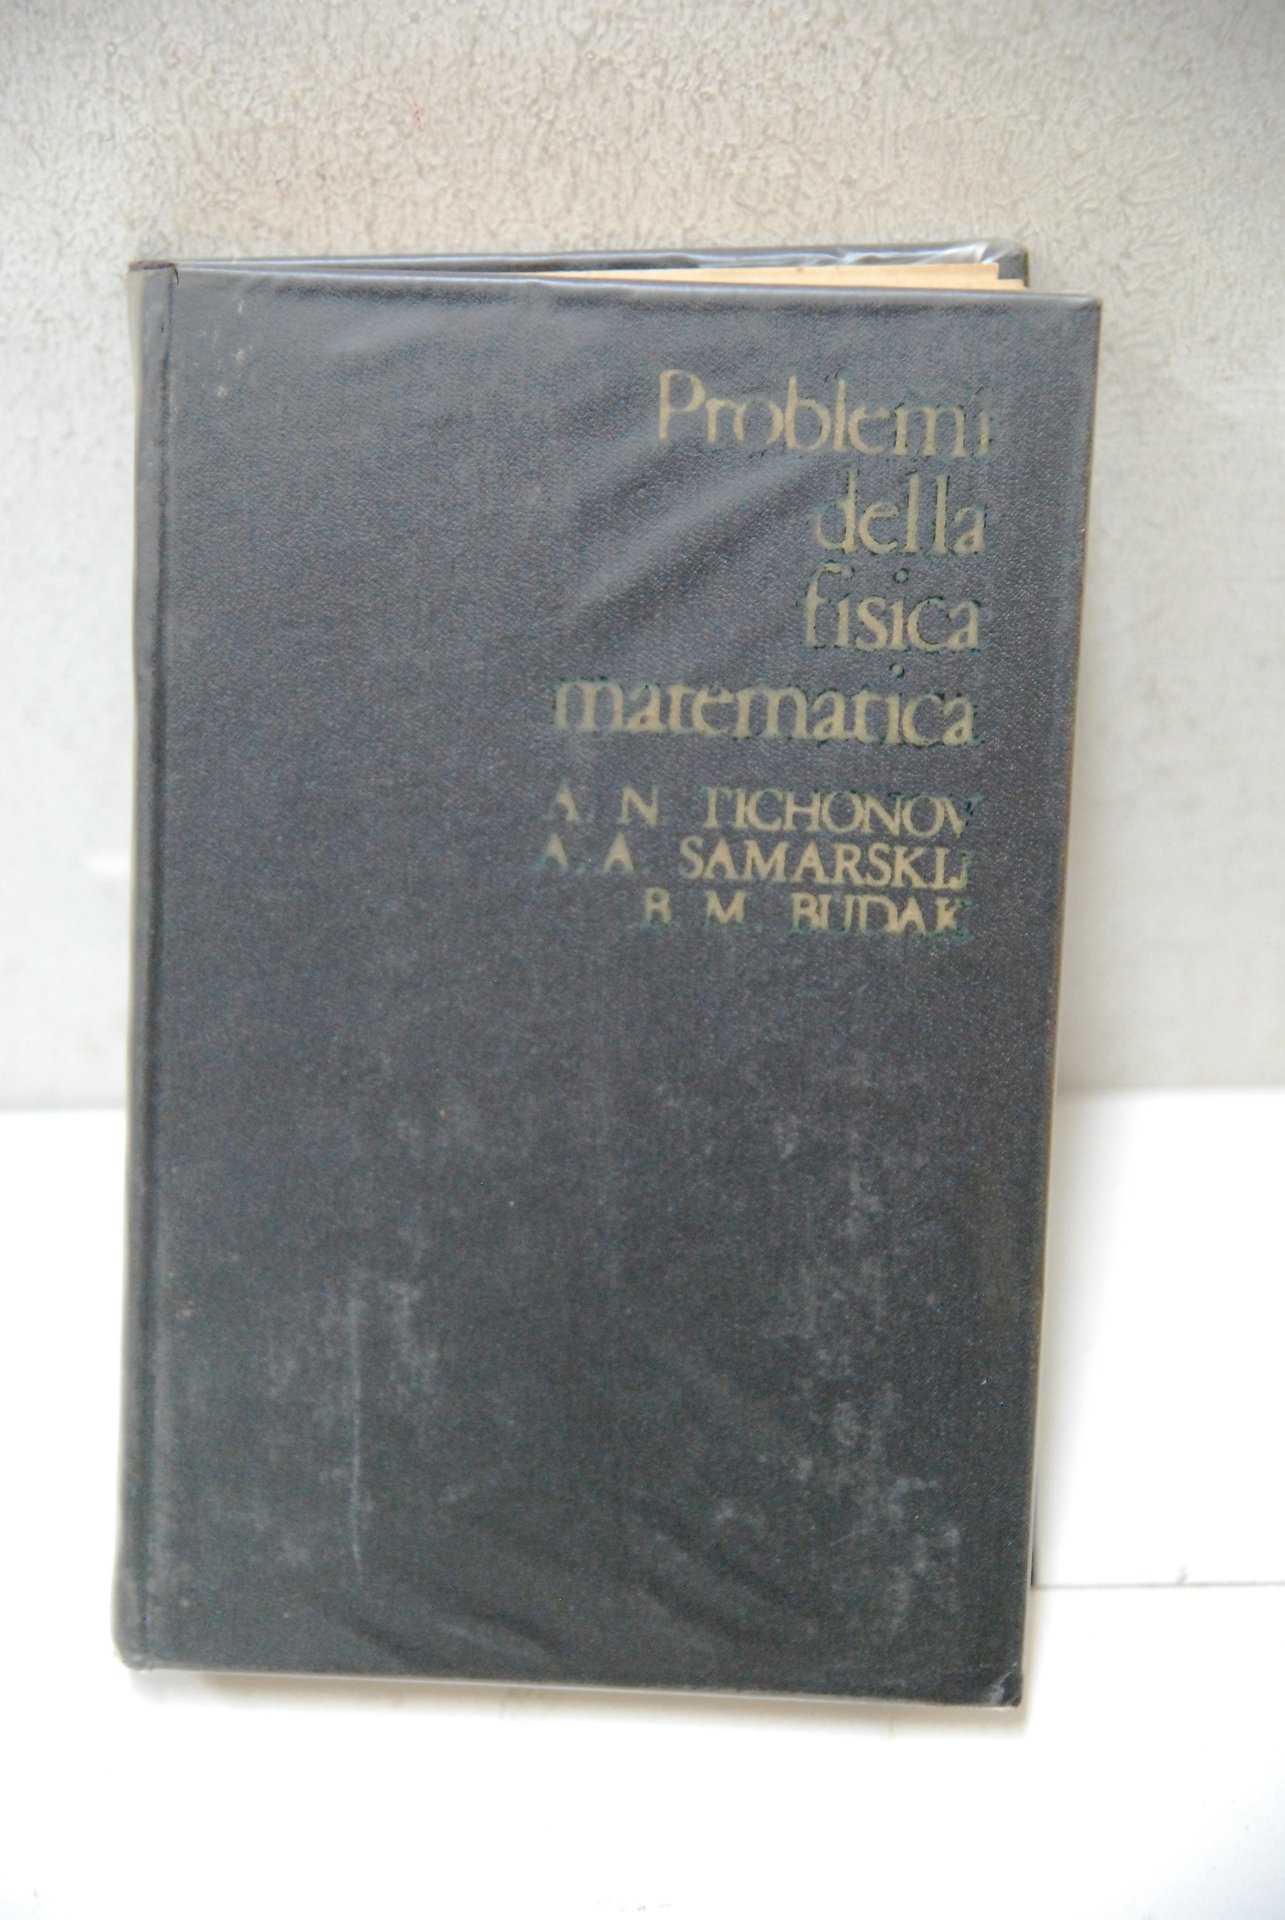 Problemi
della
fisica
matematica
A. N. TICHONOV
A. A. SAMARSKIJ
B. M. BUDAK